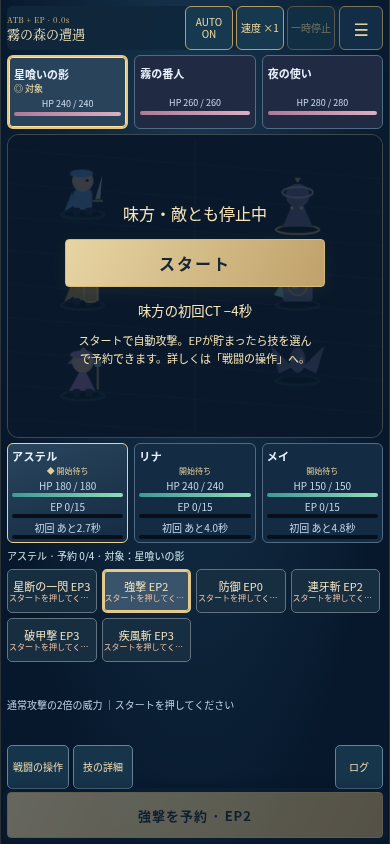 ATB + EP · 0.0s
霧の森の遭遇
AUTO
ON
速度 ×1
一時停止
☰
星喰いの影
◎ 対象
HP 240 / 240
霧の番人
HP 260 / 260
夜の使い
HP 280 / 280
味方・敵とも停止中
スタート
味方の初回CT −4秒
スタートで自動攻撃。EPが貯まったら技を選ん
で予約できます。詳しくは「戦闘の操作」へ。
アステル
◆ 開始待ち
HP 180 / 180
EP 0/15
初回 あと2.7秒
リナ
開始待ち
HP 240 / 240
EP 0/15
初回 あと4.0秒
メイ
開始待ち
HP 150 / 150
EP 0/15
初回 あと4.8秒
アステル · 予約 0/4 · 対象：星喰いの影
星断の一閃 EP3
スタートを押してく…
強撃 EP2
スタートを押してく…
防御 EP0
スタートを押してく…
連牙斬 EP2
スタートを押してく…
破甲撃 EP3
スタートを押してく…
疾風斬 EP3
スタートを押してく…
通常攻撃の2倍の威力 ｜ スタートを押してください
戦闘の操作
技の詳細
ログ
強撃を予約 · EP2